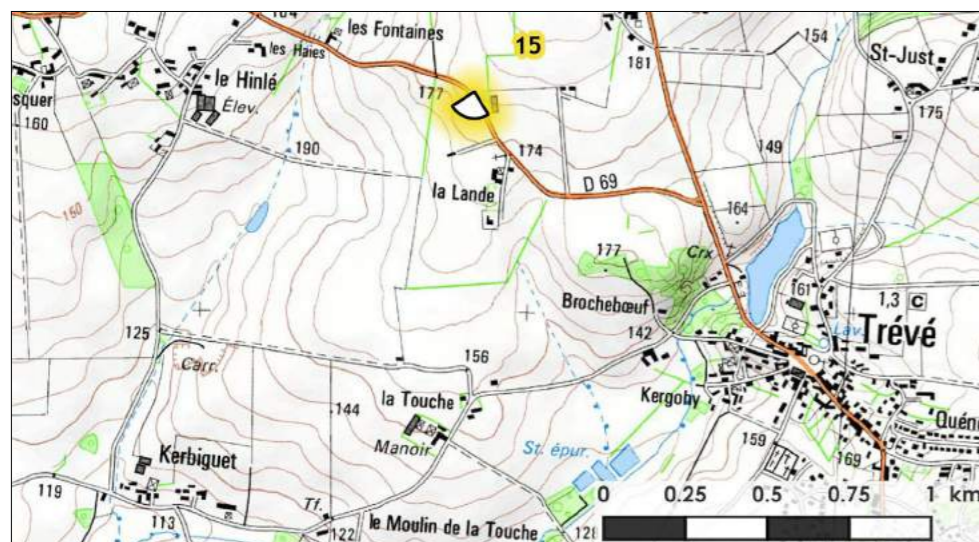 les Fontaines
15
154
St-Just
les Haies
181
le Hinlé
177
squer
Élev.
175
160
190
174
149
la Lande
D 69
160
164
177
Crx
Brochebœuf
161
1,3 C
125
142
Lav.
Trévé
156
Carr.
la Touche
Kergohy
144
Quéne
Manoir
St. épur.
159
Kerbiguet
169
119
Tf.
0 0.25 0.5 0.75 1 km
113
122
le Moulin de la Touche
128